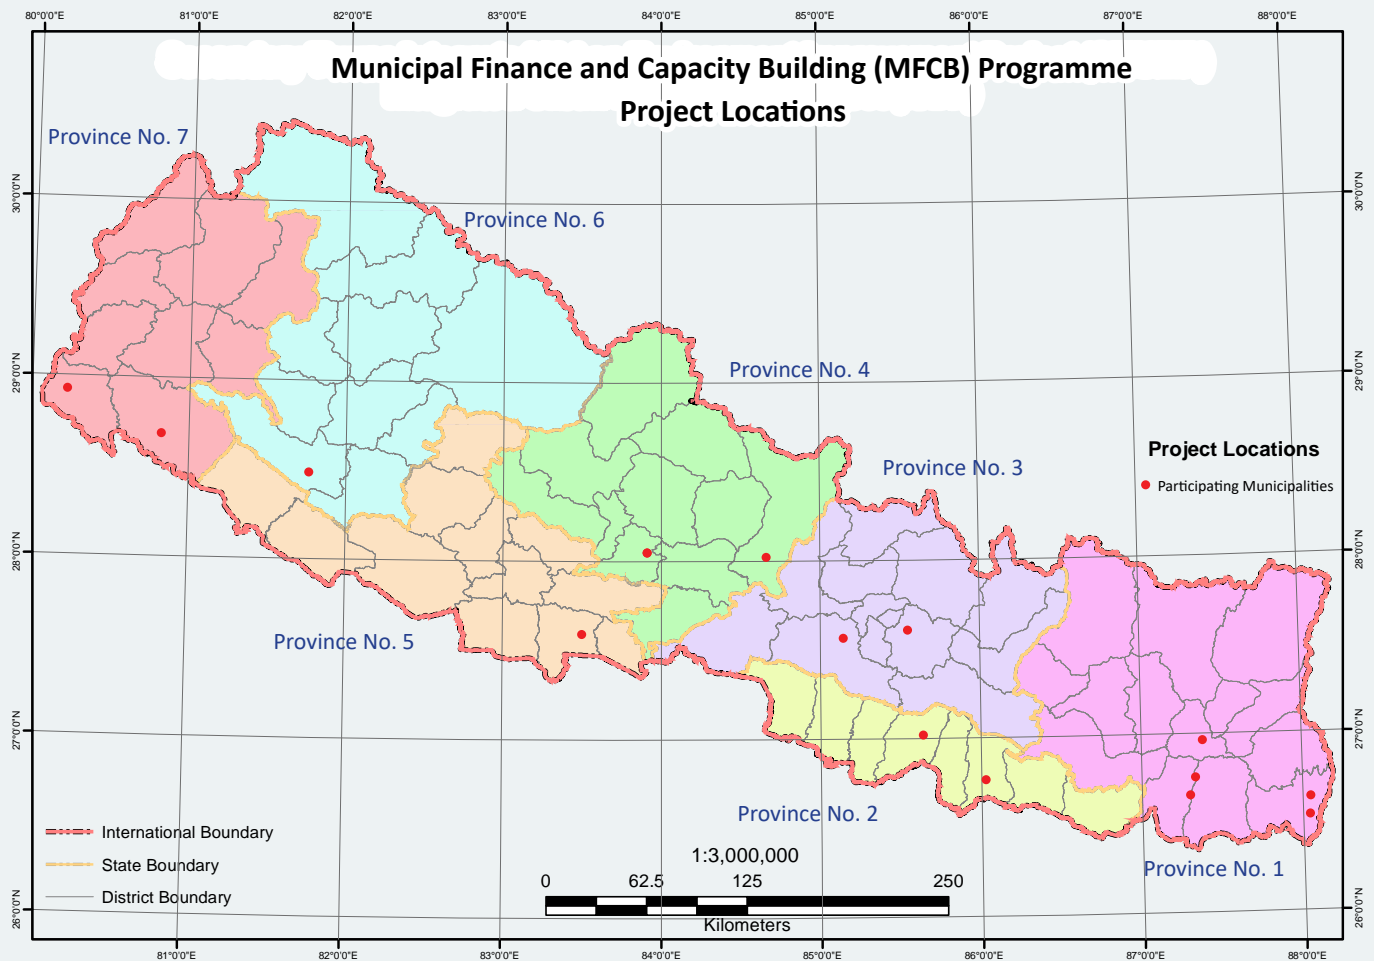 80°0'0"E 81°0'0"E 82°0'0"E 83°0'0"E 84°0'0"E 85°0'0"E 86°0'0"E 87°0'0"E 88°0'0"E
Municipal Finance and Capacity Building (MFCB) Programme
Project Locations
Province No. 7
30°0'0"N
30°0'0"N
Province No. 6
Province No. 4
29°0'0"N
29°0'0"N
Province No. 3
Project Locations
Participating Municipalities
28°0'0"N
28°0'0"N
Province No. 5
27°0'0"N
27°0'0"N
Province No. 2
International Boundary
State Boundary
District Boundary
1:3,000,000
0 62.5 125 250
Kilometers
Province No. 1
26°0'0"N
26°0'0"N
81°0'0"E 82°0'0"E 83°0'0"E 84°0'0"E 85°0'0"E 86°0'0"E 87°0'0"E 88°0'0"E